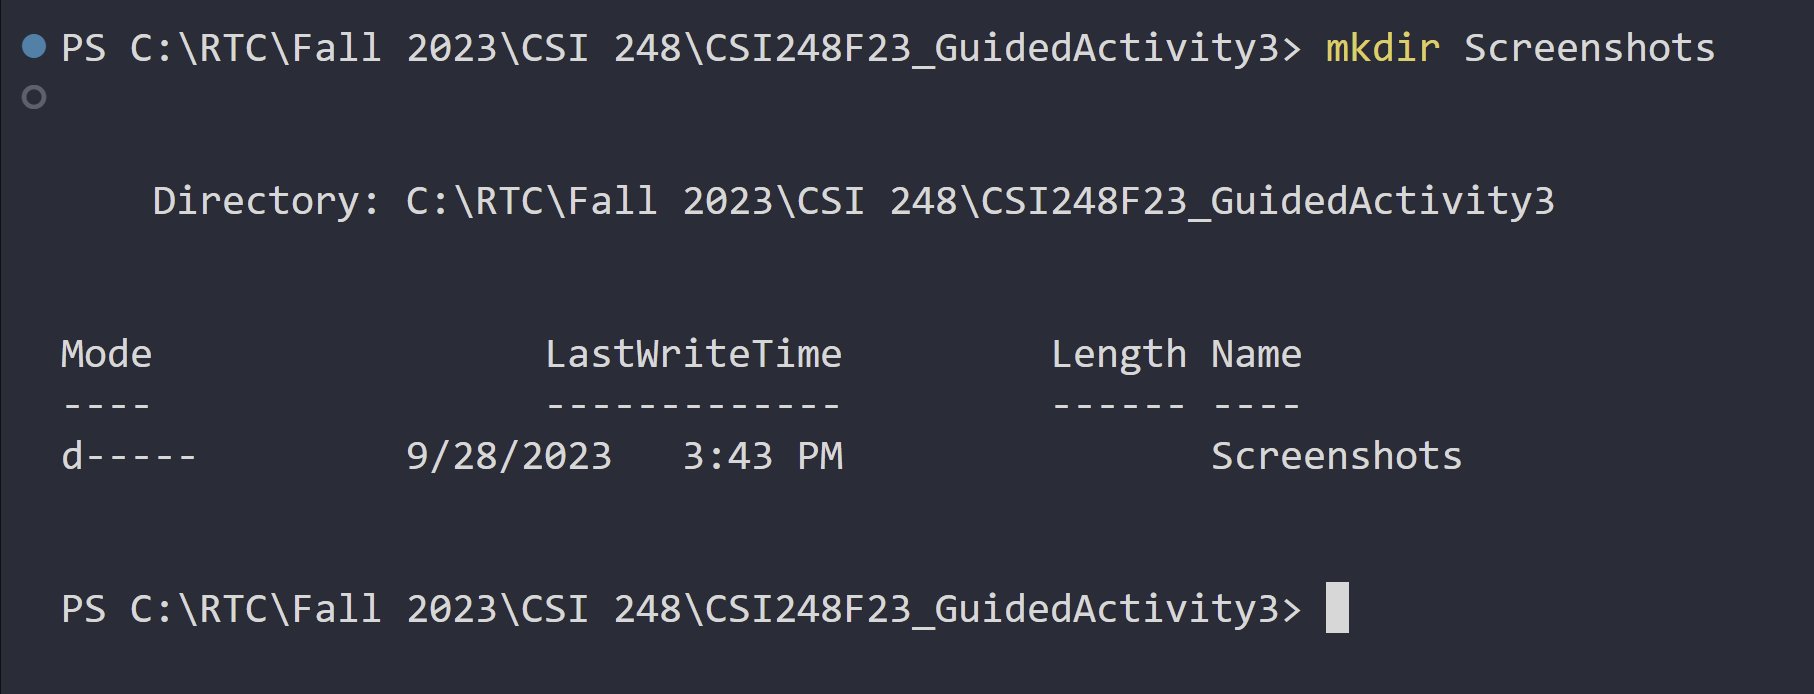 PS C:\RTC\Fall 2023\CSI 248\CSI248F23_GuidedActivity3> mkdir Screenshots
Directory: C:\RTC\Fall 2023\CSI 248\CSI248F23_GuidedActivity3
Mode                 LastWriteTime         Length Name
----                 -------------         ------ ----
d-----         9/28/2023   3:43 PM                Screenshots
PS C:\RTC\Fall 2023\CSI 248\CSI248F23_GuidedActivity3>